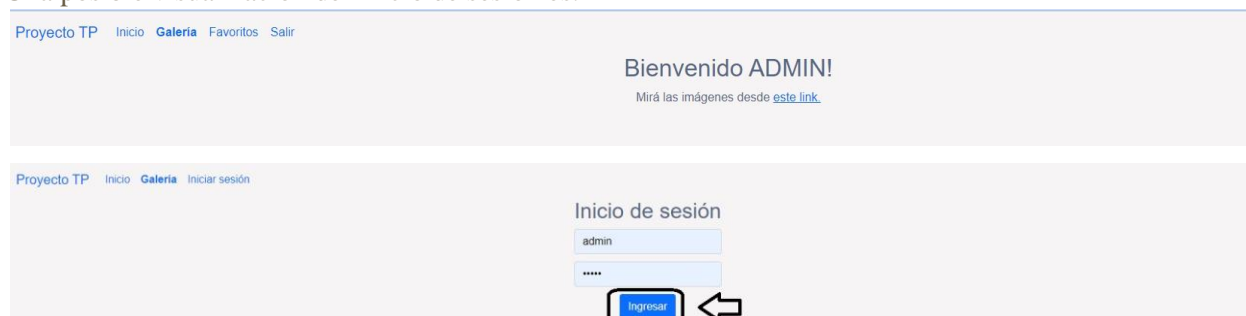 Proyecto TP Inicio Galería Favoritos Salir
Bienvenido ADMIN!
Mirá las imágenes desde este link.
Proyecto TP Inicio Galería Iniciar sesión
Inicio de sesión
admin
•••••
Ingresar